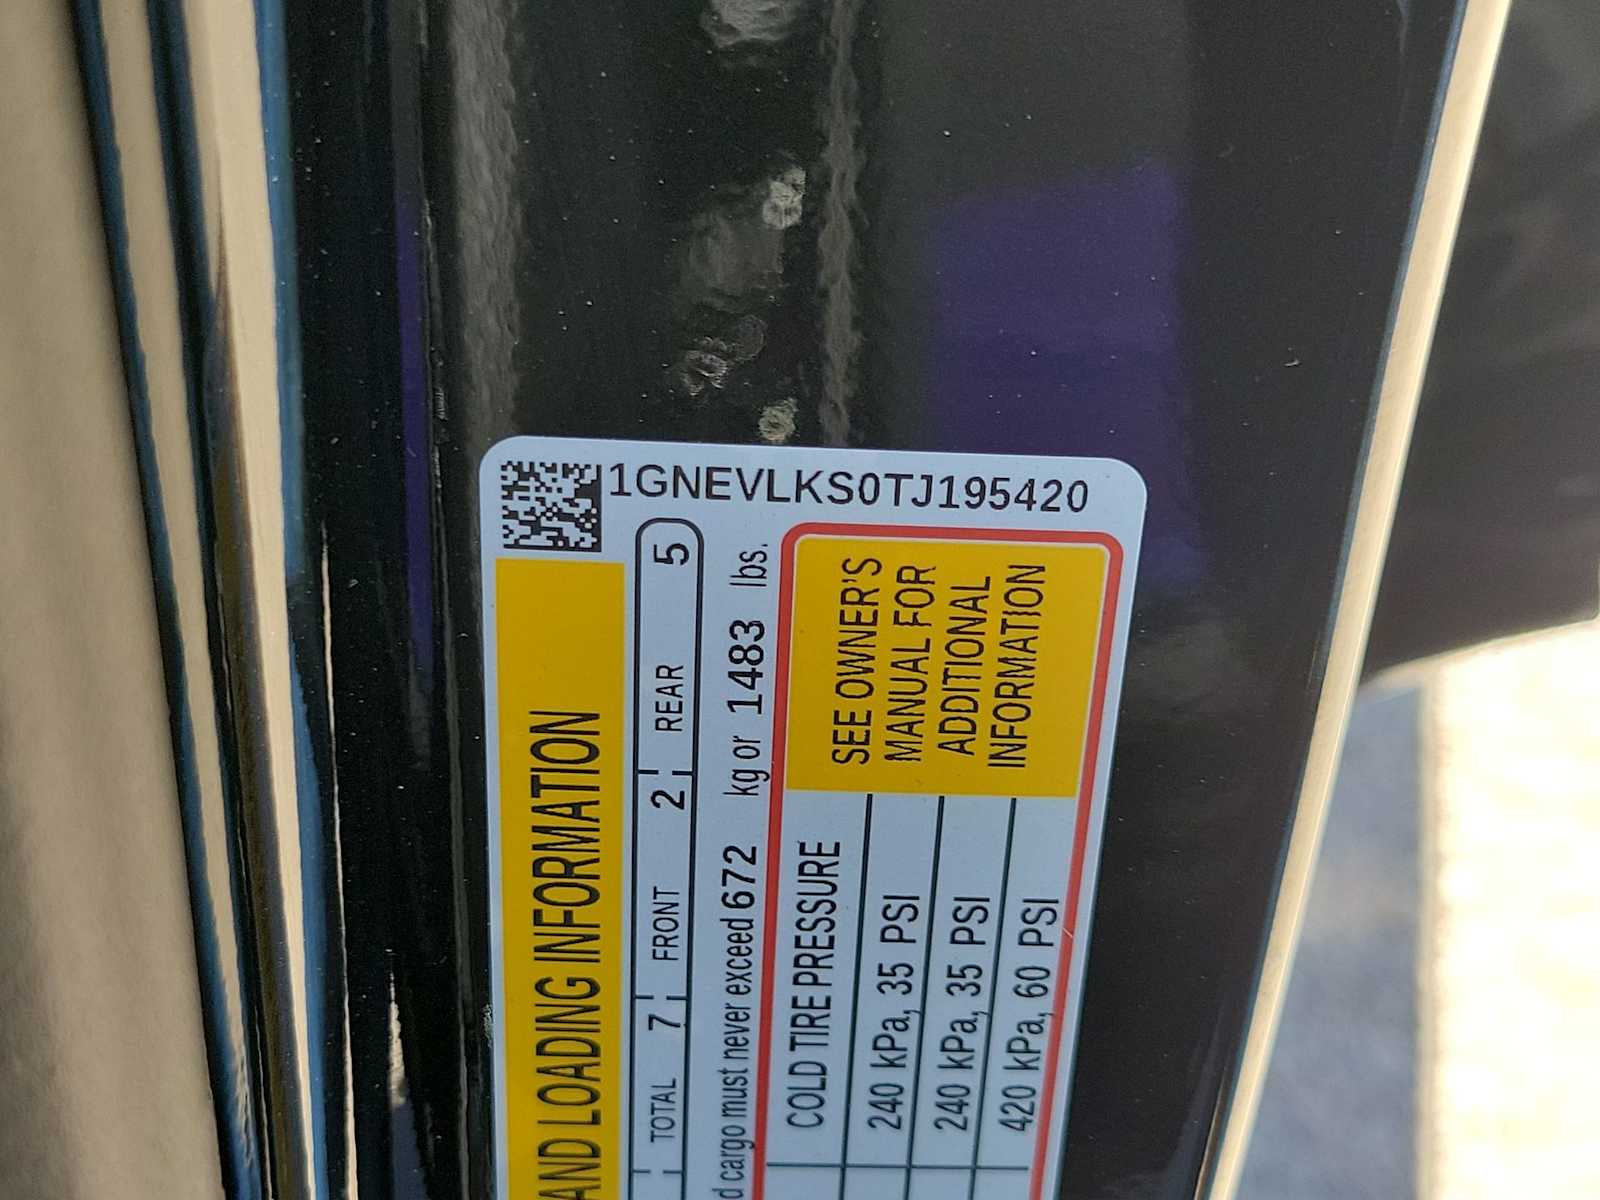 1GNEVLKS0TJ195420
AND LOADING INFORMATION
TOTAL 7 FRONT 2 REAR 5
cargo must never exceed 672 kg or 1483 lbs.
COLD TIRE PRESSURE
240 kPa, 35 PSI
240 kPa, 35 PSI
420 kPa, 60 PSI
SEE OWNER'S
MANUAL FOR
ADDITIONAL
INFORMATION